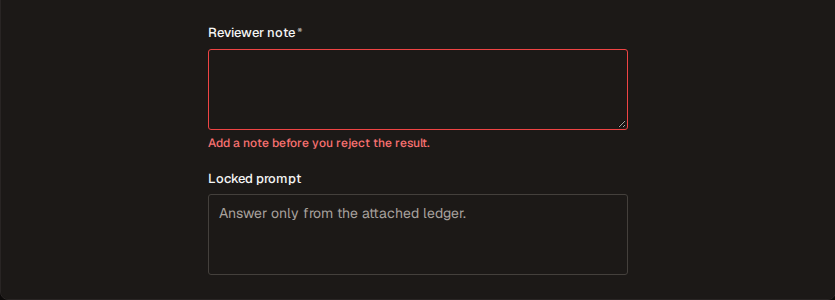 Reviewer note*
Add a note before you reject the result.
Locked prompt
Answer only from the attached ledger.